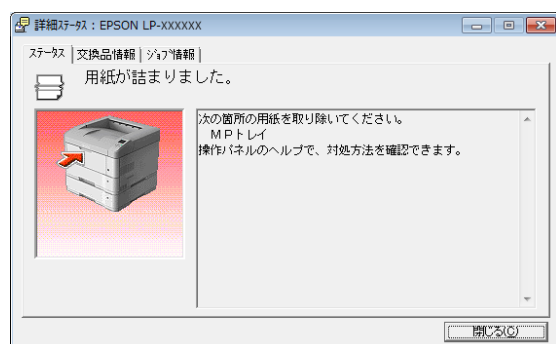 詳細ｽﾃｰﾀｽ : EPSON LP-XXXXXX
ｽﾃｰﾀｽ 交換品情報 ｼﾞｮﾌﾞ情報
用紙が詰まりました。
次の箇所の用紙を取り除いてください。
ＭＰトレイ
操作パネルのヘルプで、対処方法を確認できます。
閉じる(C)